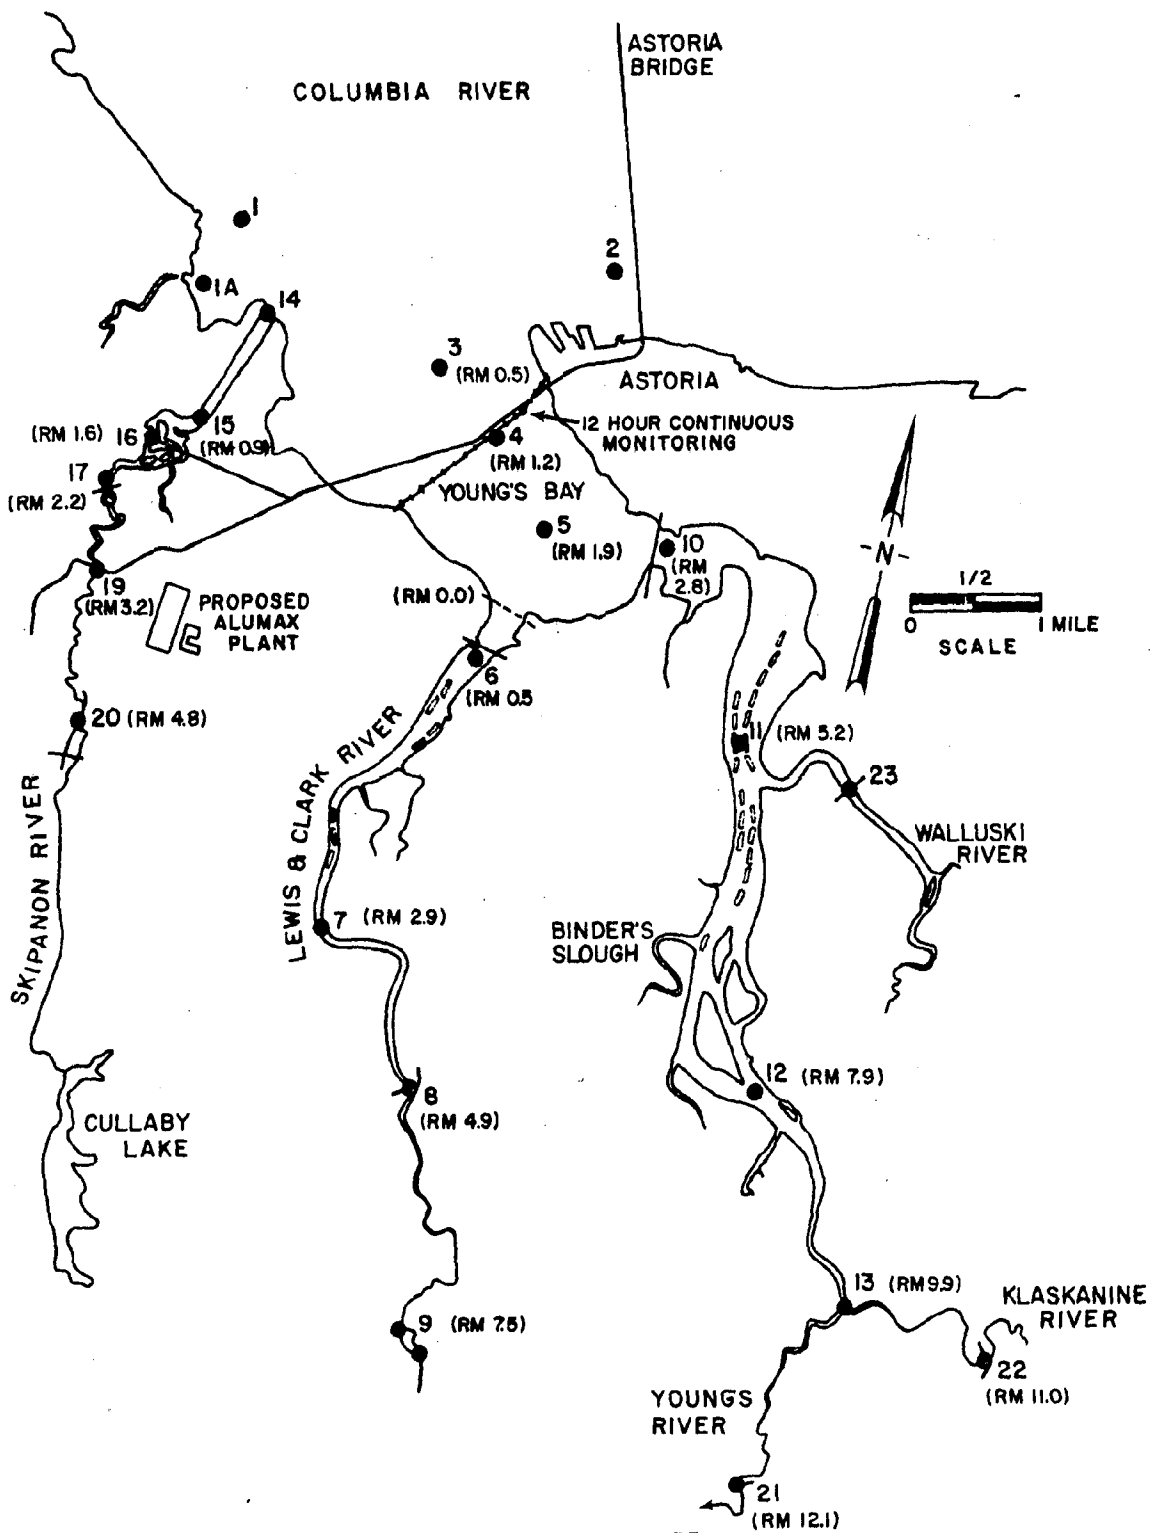 ASTORIA
BRIDGE
COLUMBIA RIVER
1
2
1A
14
3
(RM 0.5)
ASTORIA
15
(RM 0.9)
12 HOUR CONTINUOUS
MONITORING
(RM 1.6)
16
4
(RM 1.2)
17
(RM 2.2)
YOUNG'S BAY
5
(RM 1.9)
10
(RM
2.8)
-N-
19
(RM 3.2)
PROPOSED
ALUMAX
PLANT
(RM 0.0)
1/2
0
1 MILE
SCALE
6
(RM 0.5
20 (RM 4.8)
11 (RM 5.2)
23
LEWIS & CLARK RIVER
SKIPANON RIVER
WALLUSKI
RIVER
7 (RM 2.9)
BINDER'S
SLOUGH
12 (RM 7.9)
8
(RM 4.9)
CULLABY
LAKE
13 (RM 9.9)
KLASKANINE
RIVER
9 (RM 7.5)
22
(RM 11.0)
YOUNG'S
RIVER
21
(RM 12.1)